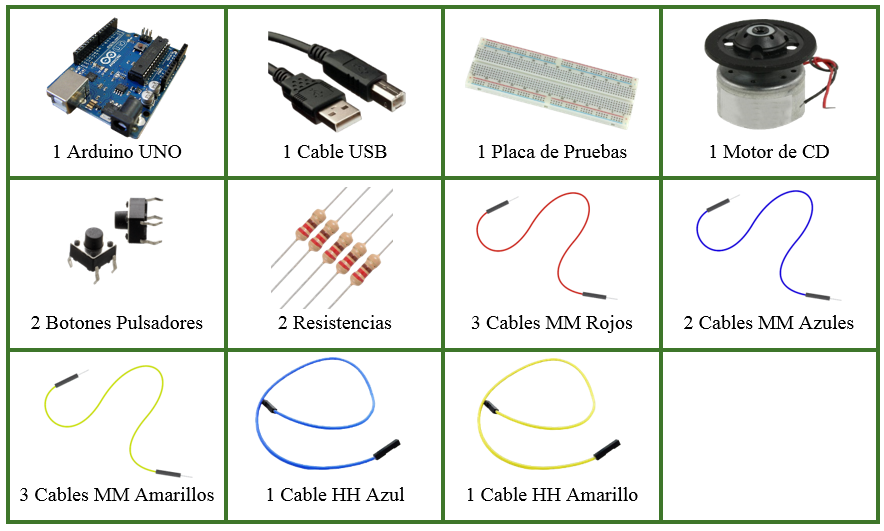 1 Arduino UNO
1 Cable USB
1 Placa de Pruebas
1 Motor de CD
2 Botones Pulsadores
2 Resistencias
3 Cables MM Rojos
2 Cables MM Azules
3 Cables MM Amarillos
1 Cable HH Azul
1 Cable HH Amarillo